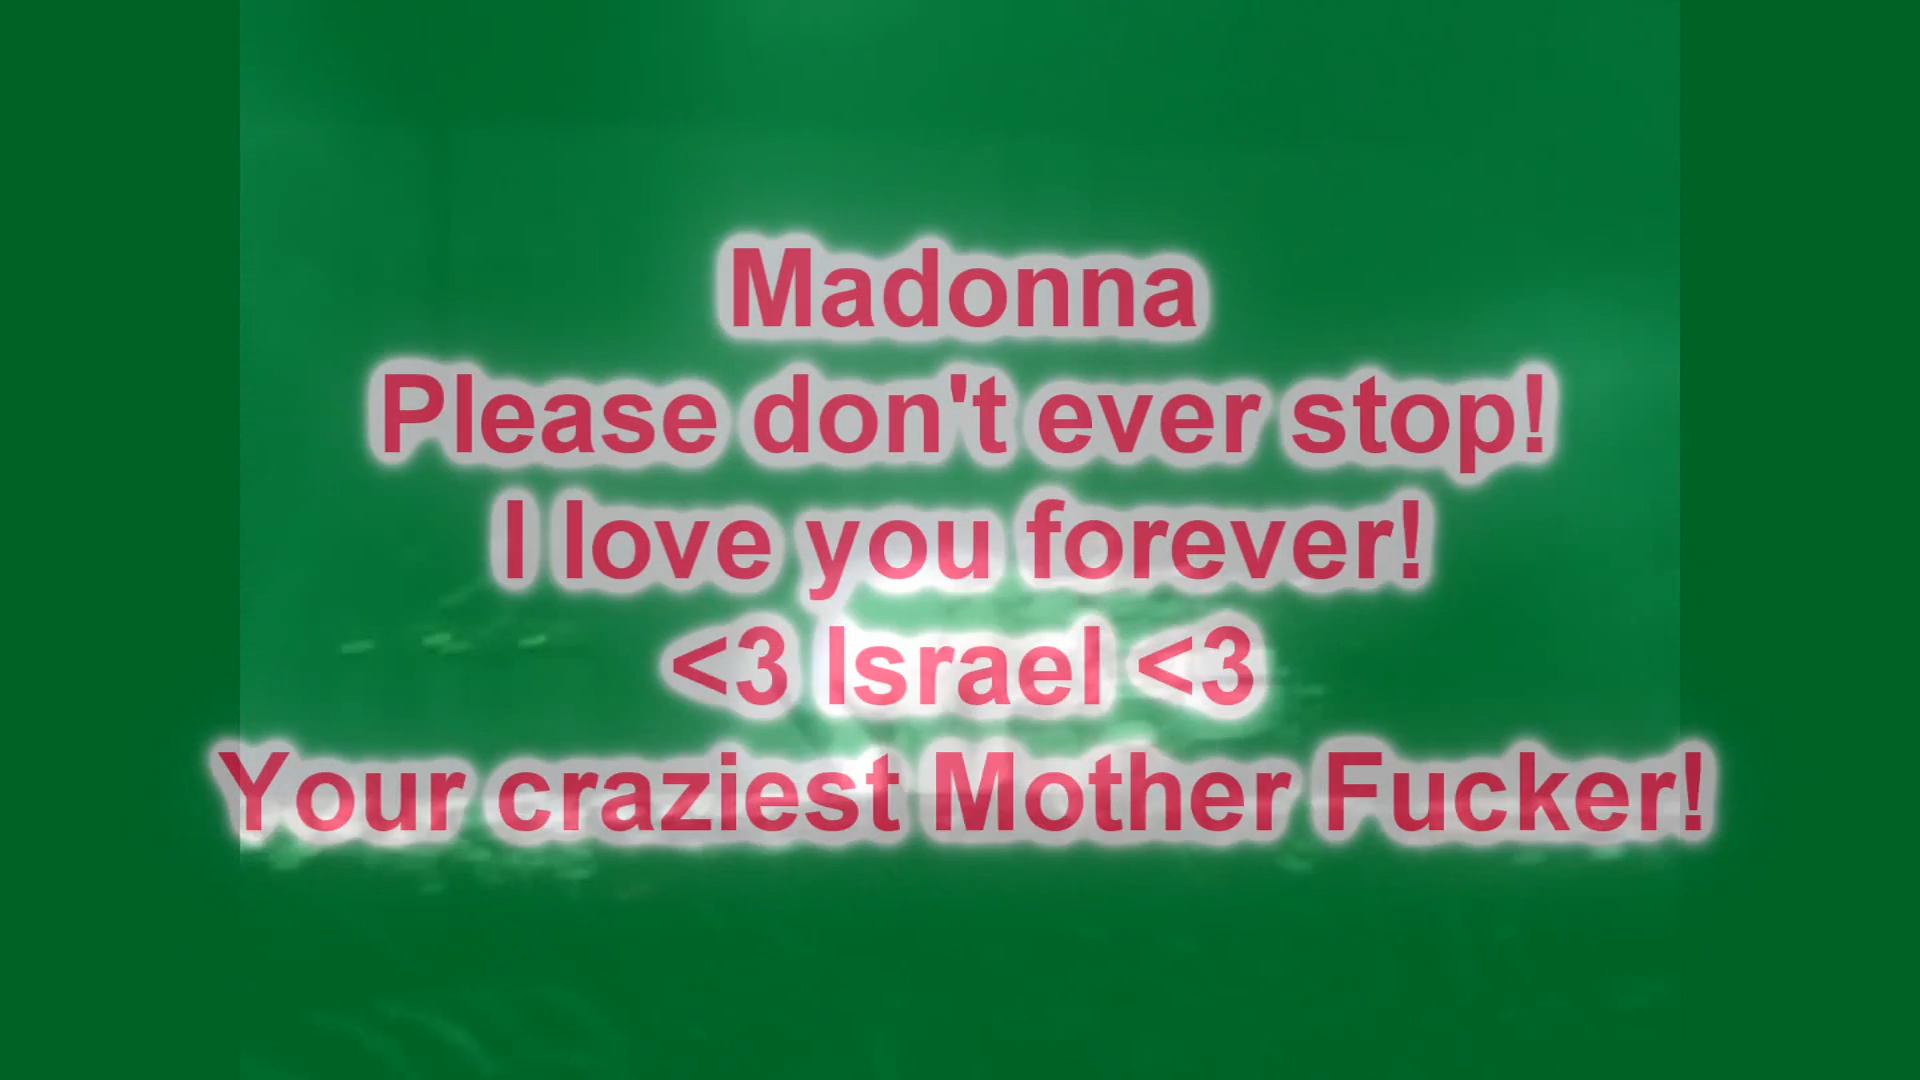 Madonna
Please don't ever stop!
I love you forever!
<3 Israel <3
Your craziest Mother Fucker!